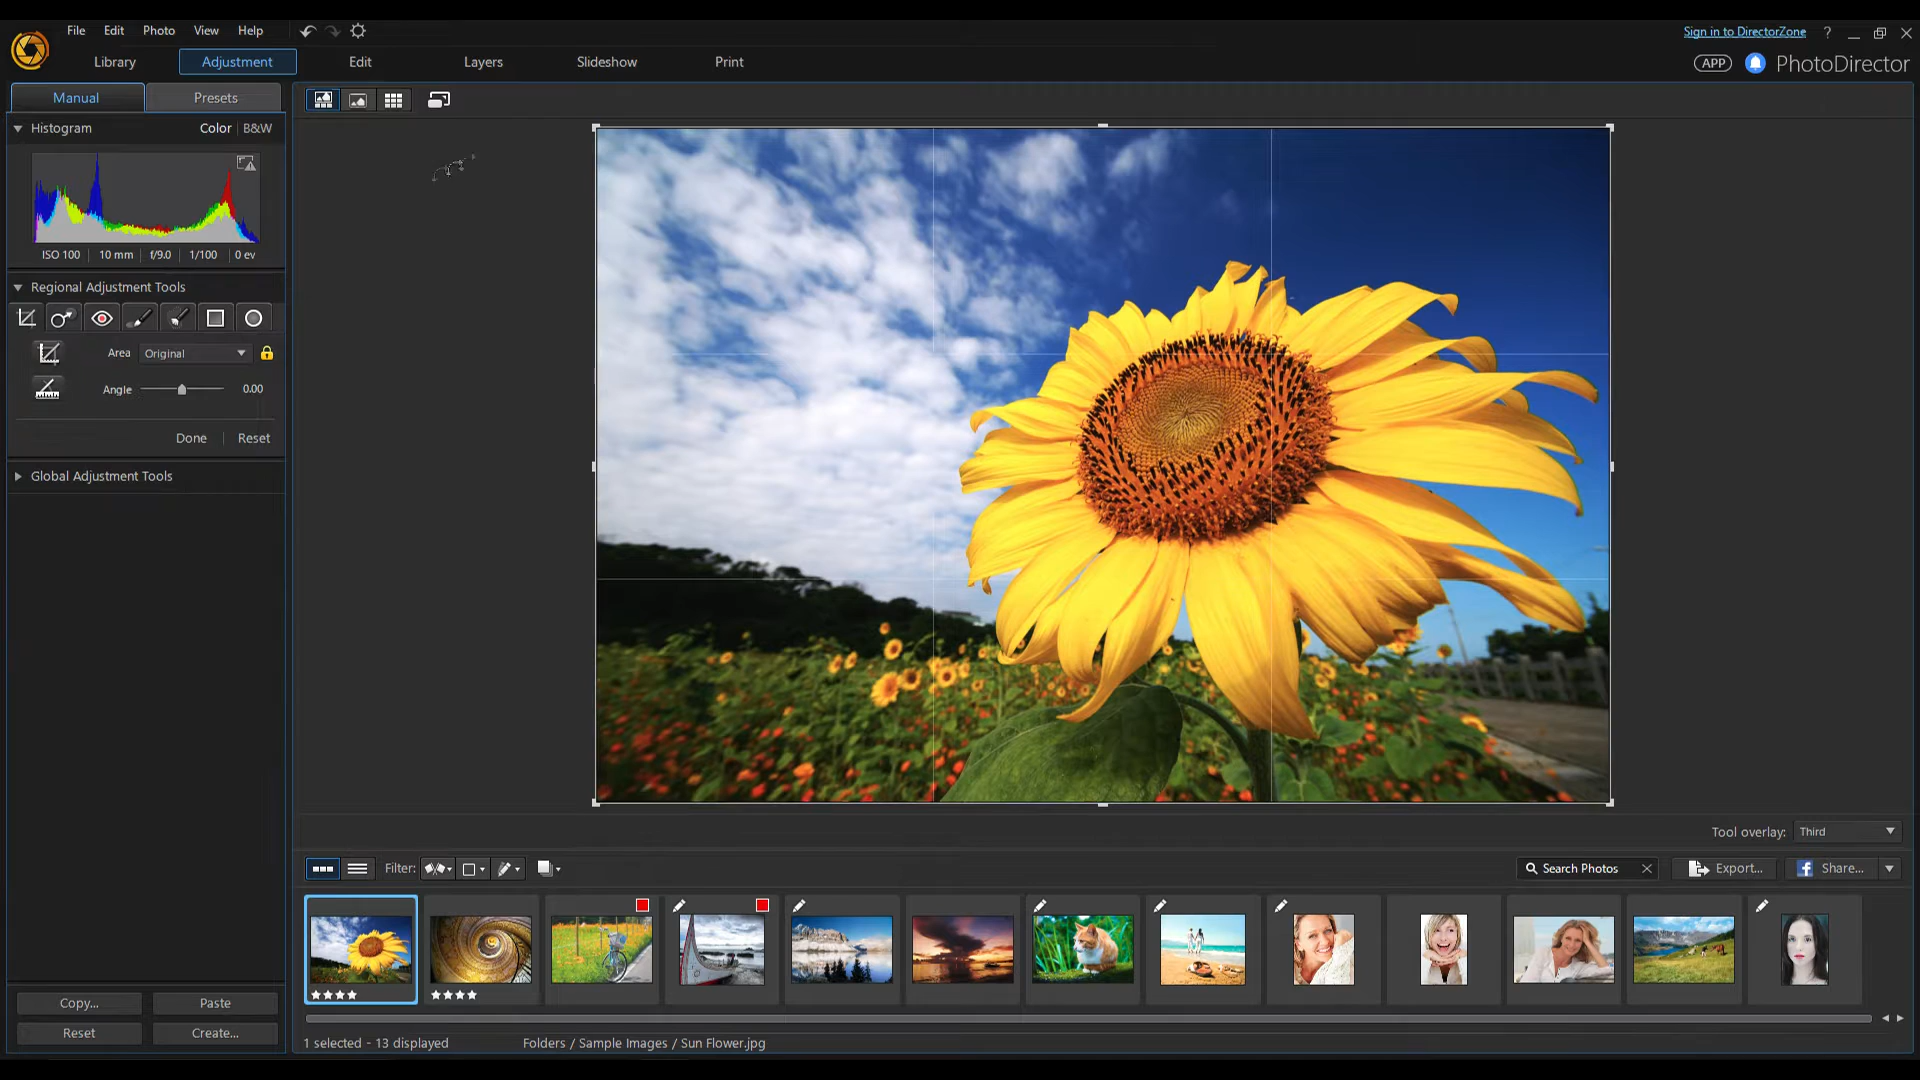 File Edit Photo View Help
Sign in to DirectorZone ?
Library Adjustment Edit Layers Slideshow Print
APP PhotoDirector
Manual Presets
Histogram Color | B&W
ISO 100 10 mm f/9.0 1/100 0 ev
Regional Adjustment Tools
Area Original
Angle 0.00
Done Reset
Global Adjustment Tools
Tool overlay: Third
Filter: Search Photos Export... Share...
Copy... Paste
Reset Create...
1 selected - 13 displayed Folders / Sample Images / Sun Flower.jpg